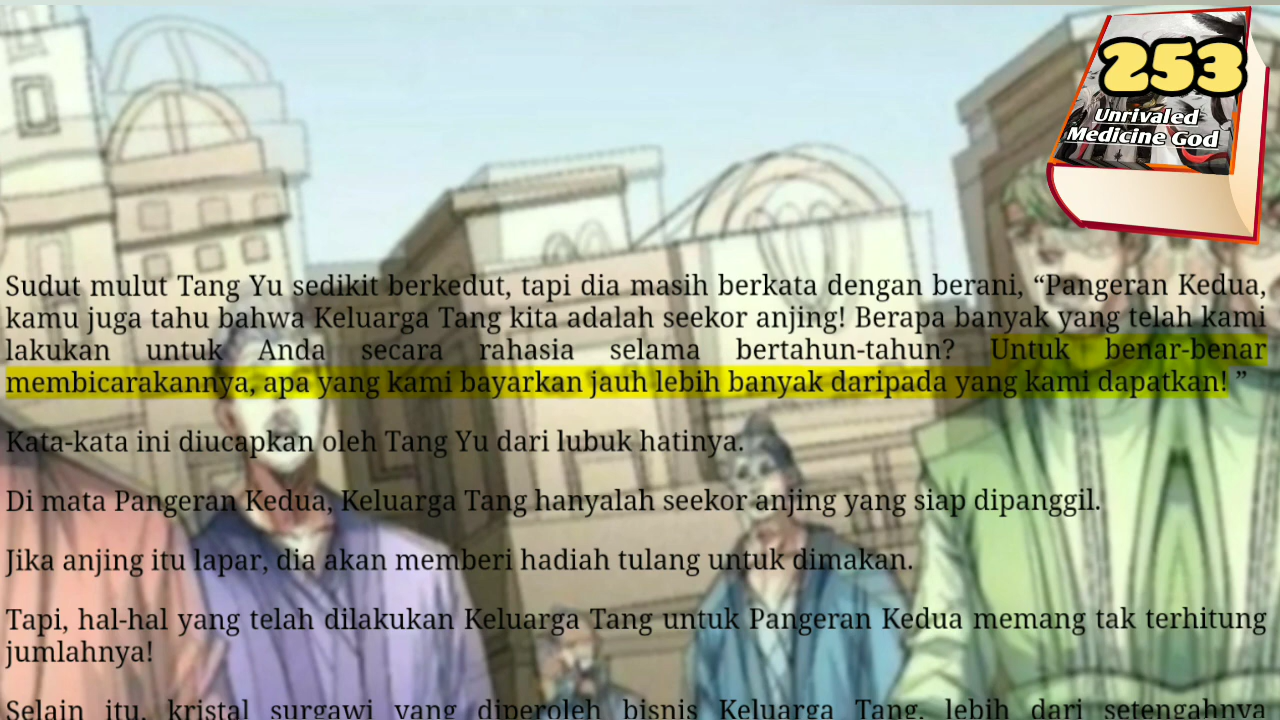 253
Unrivaled
Medicine God
Sudut mulut Tang Yu sedikit berkedut, tapi dia masih berkata dengan berani, “Pangeran Kedua,
kamu juga tahu bahwa Keluarga Tang kita adalah seekor anjing! Berapa banyak yang telah kami
lakukan untuk Anda secara rahasia selama bertahun-tahun? Untuk benar-benar
membicarakannya, apa yang kami bayarkan jauh lebih banyak daripada yang kami dapatkan! ”
Kata-kata ini diucapkan oleh Tang Yu dari lubuk hatinya.
Di mata Pangeran Kedua, Keluarga Tang hanyalah seekor anjing yang siap dipanggil.
Jika anjing itu lapar, dia akan memberi hadiah tulang untuk dimakan.
Tapi, hal-hal yang telah dilakukan Keluarga Tang untuk Pangeran Kedua memang tak terhitung
jumlahnya!
Selain itu, kristal surgawi yang diperoleh bisnis Keluarga Tang, lebih dari setengahnya